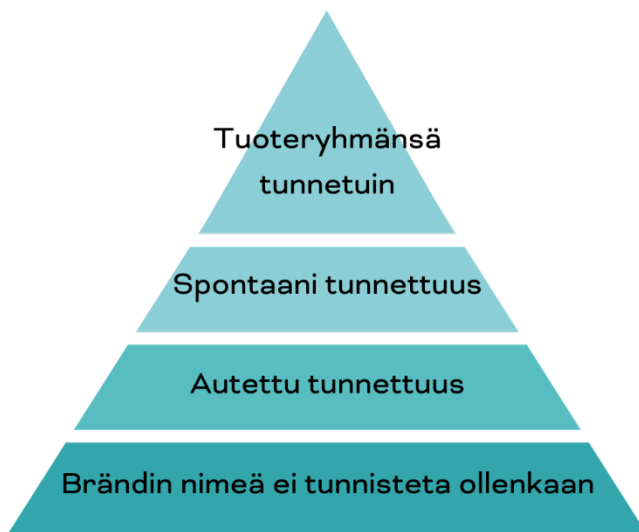 Tuoteryhmänsä
tunnetuin
Spontaani tunnettuus
Autettu tunnettuus
Brändin nimeä ei tunnisteta ollenkaan